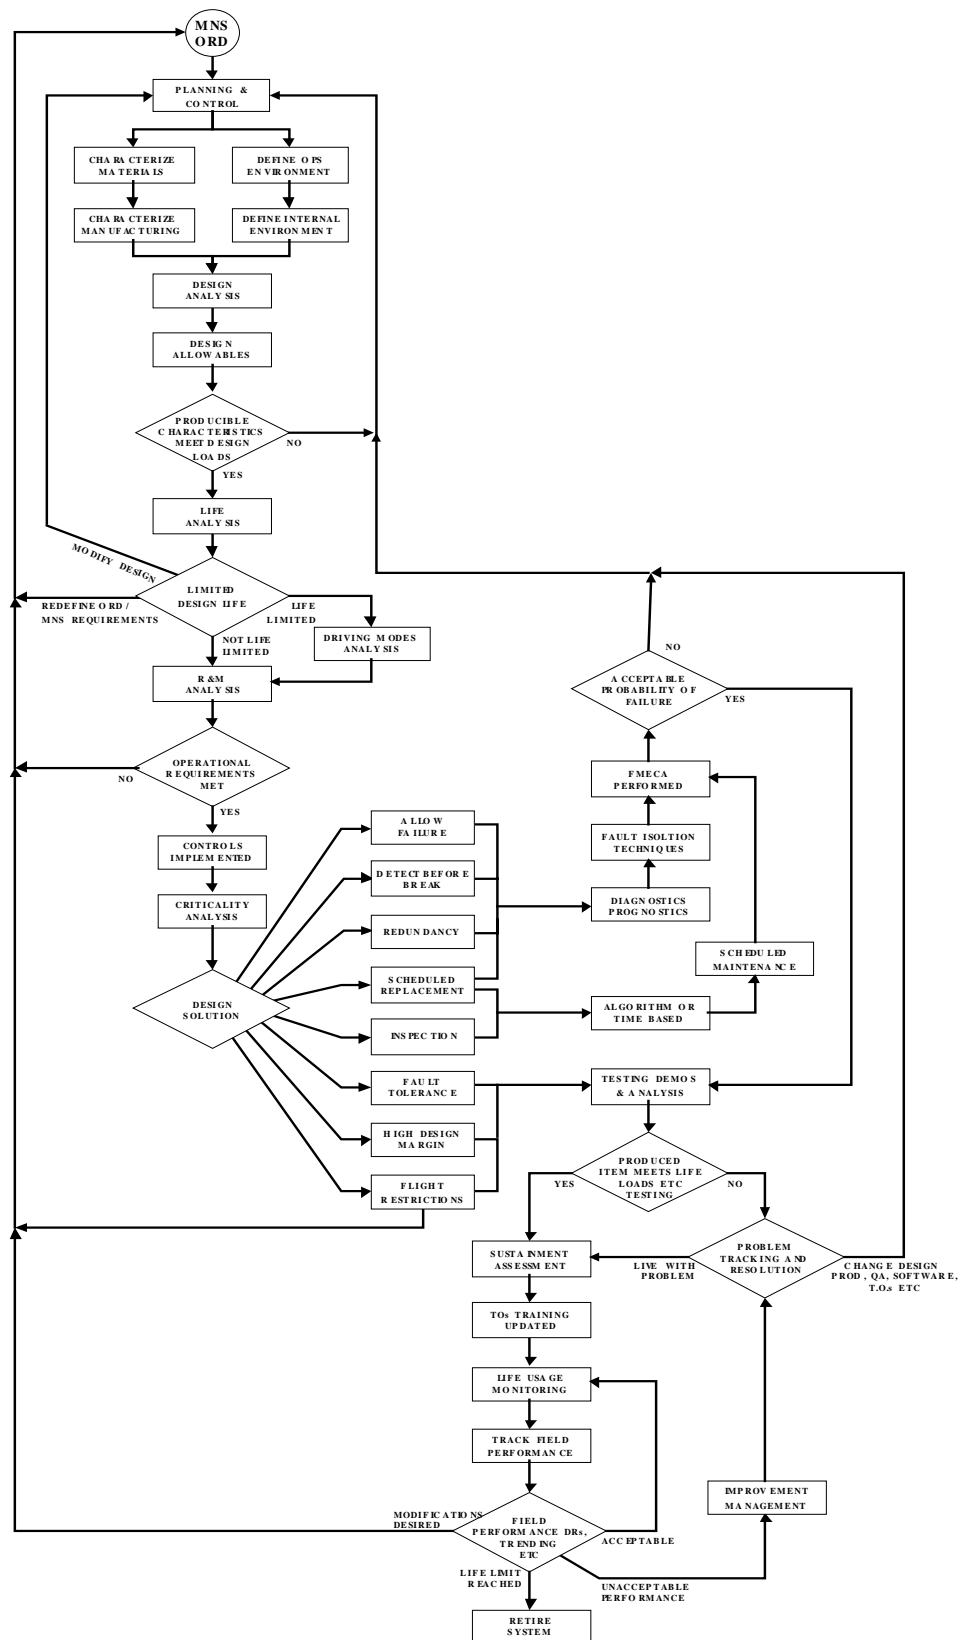 MNS
ORD
PLANNING &
CONTROL
CHARACTERIZE
MATERIALS
DEFINE OPS
ENVIRONMENT
CHARACTERIZE
MANUFACTURING
DEFINE INTERNAL
ENVIRONMENT
DESIGN
ANALYSIS
DESIGN
ALLOWABLES
PRODUCIBLE
CHARACTERISTICS
MEET DESIGN
LOADS
NO
YES
LIFE
ANALYSIS
MODIFY DESIGN
LIMITED
DESIGN LIFE
REDEFINE ORD/
MNS REQUIREMENTS
LIFE
LIMITED
NOT LIFE
LIMITED
DRIVING MODES
ANALYSIS
R&M
ANALYSIS
OPERATIONAL
REQUIREMENTS
MET
NO
YES
CONTROLS
IMPLEMENTED
CRITICALITY
ANALYSIS
DESIGN
SOLUTION
ALLOW
FAILURE
DETECT BEFORE
BREAK
REDUNDANCY
SCHEDULED
REPLACEMENT
INSPECTION
FAULT
TOLERANCE
HIGH DESIGN
MARGIN
FLIGHT
RESTRICTIONS
NO
ACCEPTABLE
PROBABILITY OF
FAILURE
YES
FMECA
PERFORMED
FAULT ISOLTION
TECHNIQUES
DIAGNOSTICS
PROGNOSTICS
SCHEDULED
MAINTENANCE
ALGORITHM OR
TIME BASED
TESTING DEMOS
& ANALYSIS
PRODUCED
ITEM MEETS LIFE
LOADS ETC
TESTING
YES
NO
PROBLEM
TRACKING AND
RESOLUTION
LIVE WITH
PROBLEM
CHANGE DESIGN
PROD, QA, SOFTWARE,
T.O.s ETC
SUSTAINMENT
ASSESSMENT
TOs TRAINING
UPDATED
LIFE USAGE
MONITORING
TRACK FIELD
PERFORMANCE
IMPROVEMENT
MANAGEMENT
MODIFICATIONS
DESIRED
FIELD
PERFORMANCE DRs,
TRENDING
ETC
ACCEPTABLE
LIFE LIMIT
REACHED
UNACCEPTABLE
PERFORMANCE
RETIRE
SYSTEM